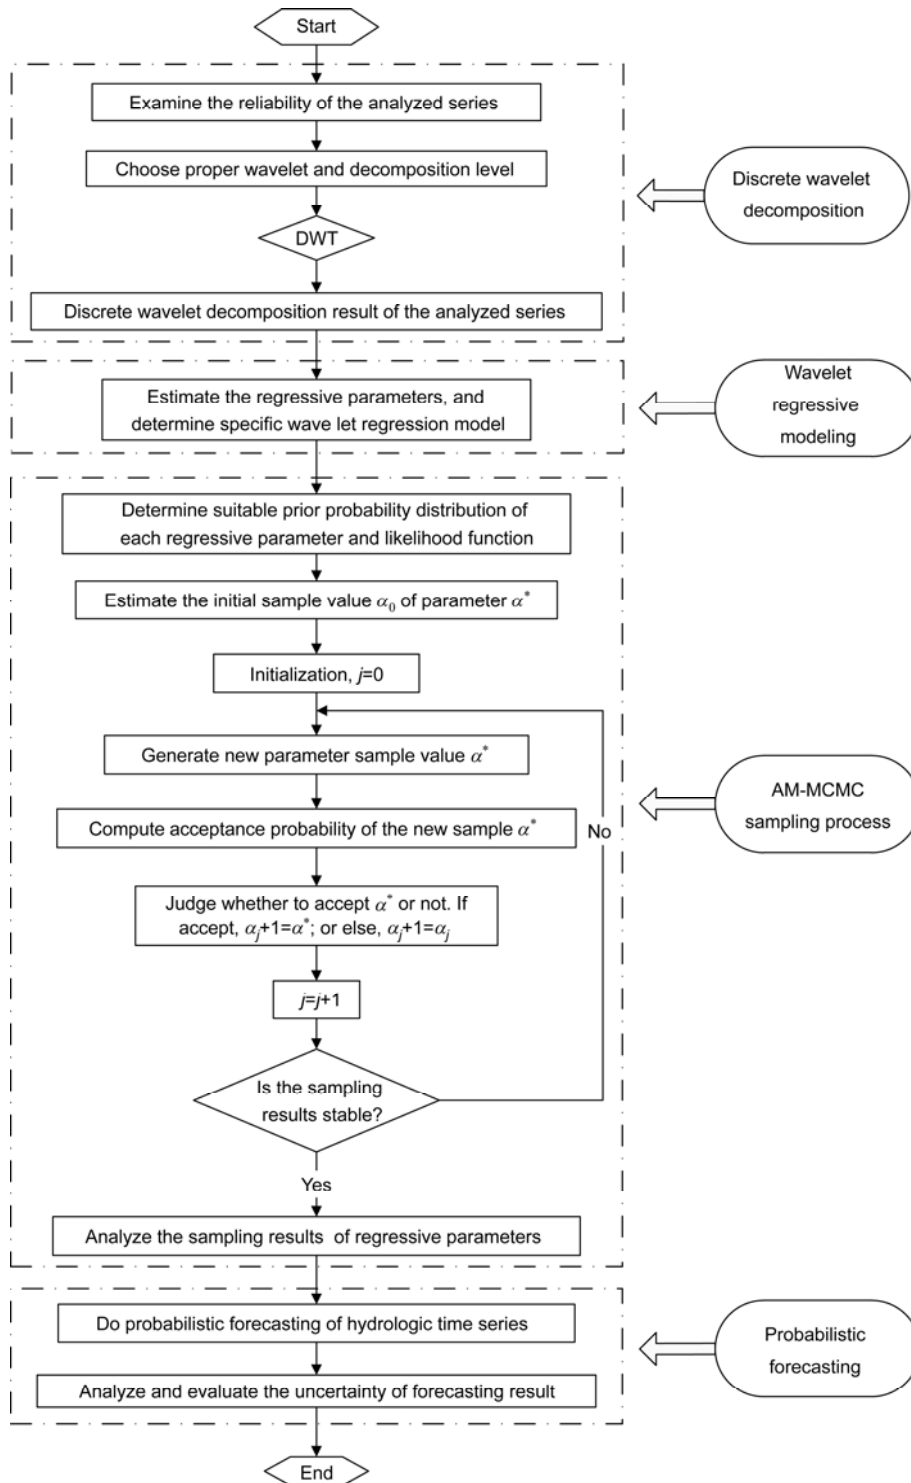 Start
Examine the reliability of the analyzed series
Choose proper wavelet and decomposition level
DWT
Discrete wavelet decomposition result of the analyzed series
Discrete wavelet
decomposition
Estimate the regressive parameters, and
determine specific wave let regression model
Wavelet
regressive
modeling
Determine suitable prior probability distribution of
each regressive parameter and likelihood function
Estimate the initial sample value α₀ of parameter α*
Initialization, j=0
Generate new parameter sample value α*
Compute acceptance probability of the new sample α*
No
Judge whether to accept α* or not. If
accept, αⱼ+1=α*; or else, αⱼ+1=αⱼ
j=j+1
Is the sampling
results stable?
Yes
Analyze the sampling results of regressive parameters
AM-MCMC
sampling process
Do probabilistic forecasting of hydrologic time series
Analyze and evaluate the uncertainty of forecasting result
Probabilistic
forecasting
End